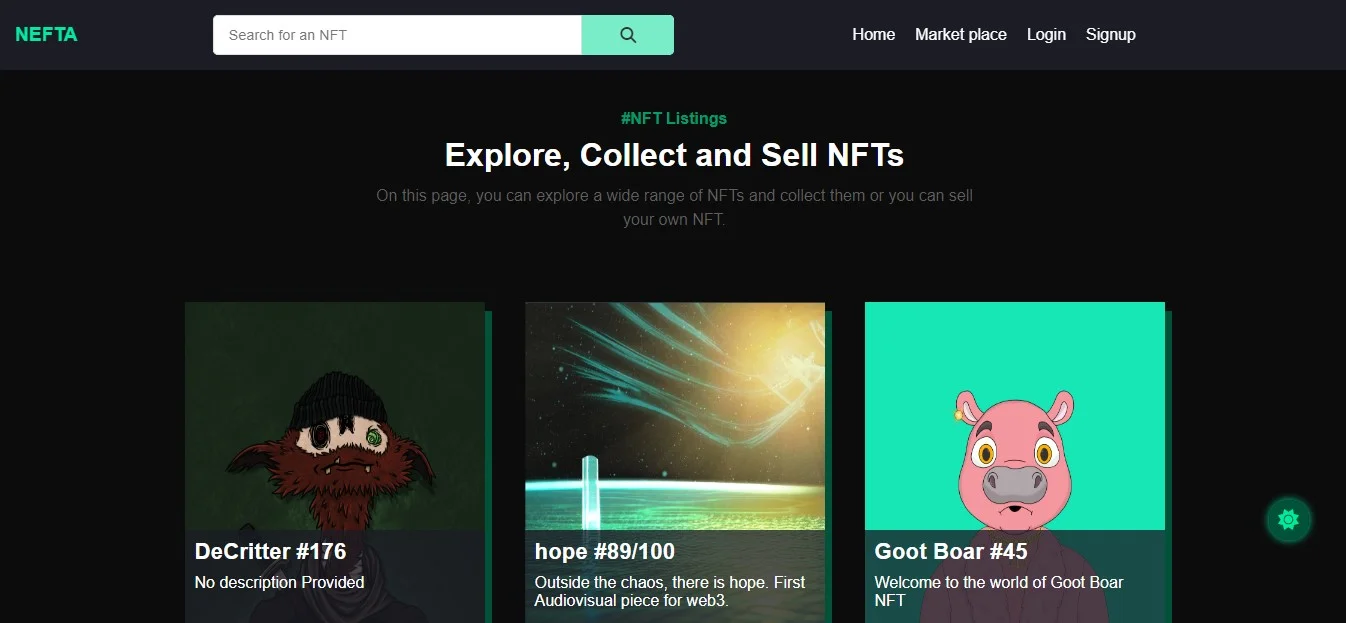 NEFTA
Search for an NFT
Home
Market place
Login
Signup
#NFT Listings
Explore, Collect and Sell NFTs
On this page, you can explore a wide range of NFTs and collect them or you can sell
your own NFT.
DeCritter #176
No description Provided
hope #89/100
Outside the chaos, there is hope. First
Audiovisual piece for web3.
Goot Boar #45
Welcome to the world of Goot Boar
NFT